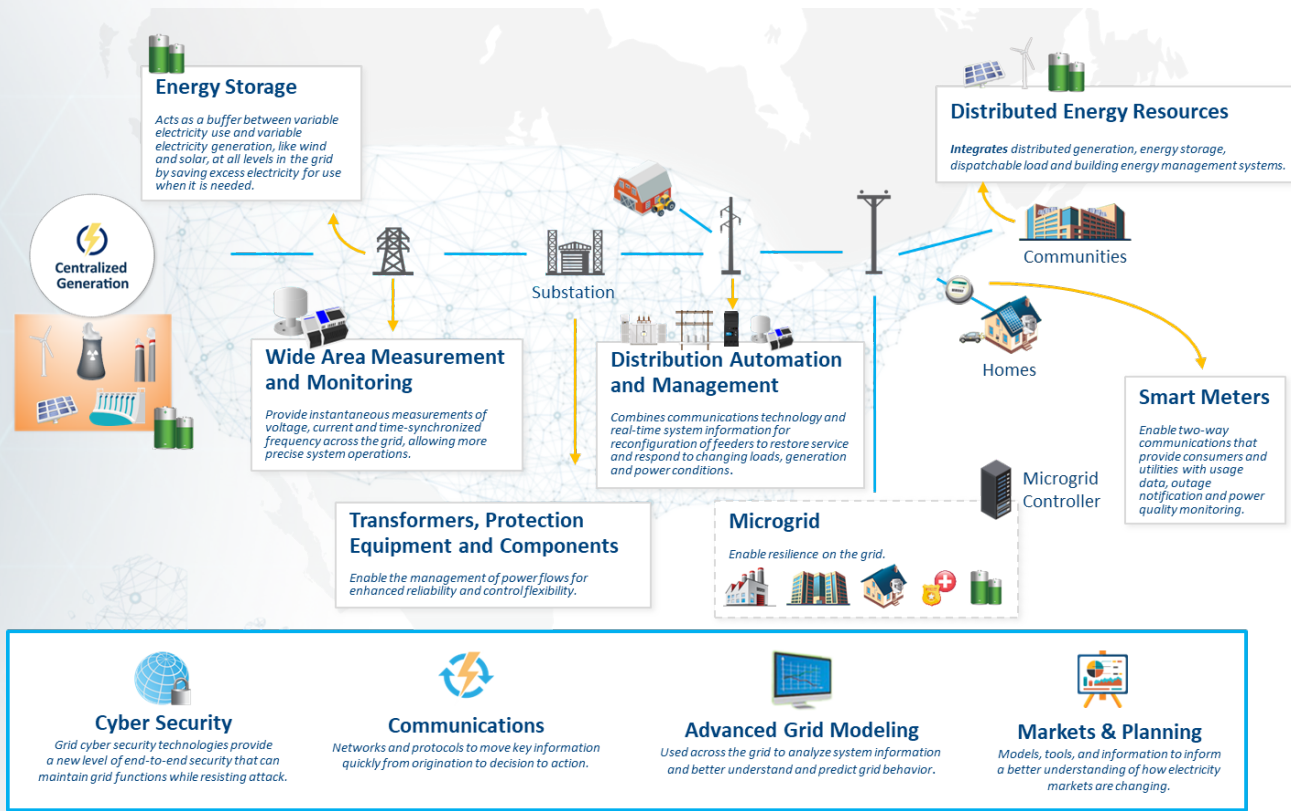 Energy Storage
Acts as a buffer between variable
electricity use and variable
electricity generation, like wind
and solar, at all levels in the grid
by saving excess electricity for use
when it is needed.
Distributed Energy Resources
Integrates distributed generation, energy storage,
dispatchable load and building energy management systems.
Centralized
Generation
Substation
Communities
Homes
Wide Area Measurement
and Monitoring
Provide instantaneous measurements of
voltage, current and time-synchronized
frequency across the grid, allowing more
precise system operations.
Distribution Automation
and Management
Combines communications technology and
real-time system information for
reconfiguration of feeders to restore service
and respond to changing loads, generation
and power conditions.
Smart Meters
Enable two-way
communications that
provide consumers and
utilities with usage
data, outage
notification and power
quality monitoring.
Microgrid
Controller
Transformers, Protection
Equipment and Components
Enable the management of power flows for
enhanced reliability and control flexibility.
Microgrid
Enable resilience on the grid.
Cyber Security
Grid cyber security technologies provide
a new level of end-to-end security that can
maintain grid functions while resisting attack.
Communications
Networks and protocols to move key information
quickly from origination to decision to action.
Advanced Grid Modeling
Used across the grid to analyze system information
and better understand and predict grid behavior.
Markets & Planning
Models, tools, and information to inform
a better understanding of how electricity
markets are changing.